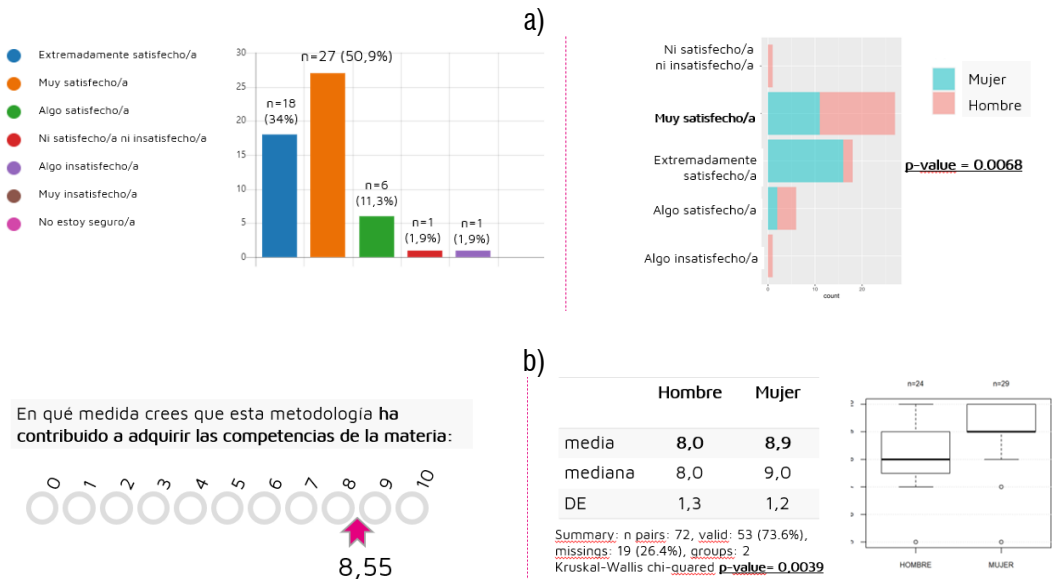 a)
Extremadamente satisfecho/a
Muy satisfecho/a
Algo satisfecho/a
Ni satisfecho/a ni insatisfecho/a
Algo insatisfecho/a
Muy insatisfecho/a
No estoy seguro/a
30
25
20
15
10
5
0
n=18
(34%)
n=27 (50,9%)
n=6
(11,3%)
n=1
(1,9%)
n=1
(1,9%)
Ni satisfecho/a
ni insatisfecho/a
Muy satisfecho/a
Extremadamente
satisfecho/a
Algo satisfecho/a
Algo insatisfecho/a
0 10 20
count
Mujer
Hombre
p-value = 0.0068
b)
En qué medida crees que esta metodología ha
contribuido a adquirir las competencias de la materia:
0 1 2 3 4 5 6 7 8 9 10
8,55
Hombre Mujer
media 8,0 8,9
mediana 8,0 9,0
DE 1,3 1,2
Summary: n pairs: 72, valid: 53 (73.6%),
missings: 19 (26.4%), groups: 2
Kruskal-Wallis chi-quared p-value= 0,0039
n=24 n=29
HOMBRE MUJER